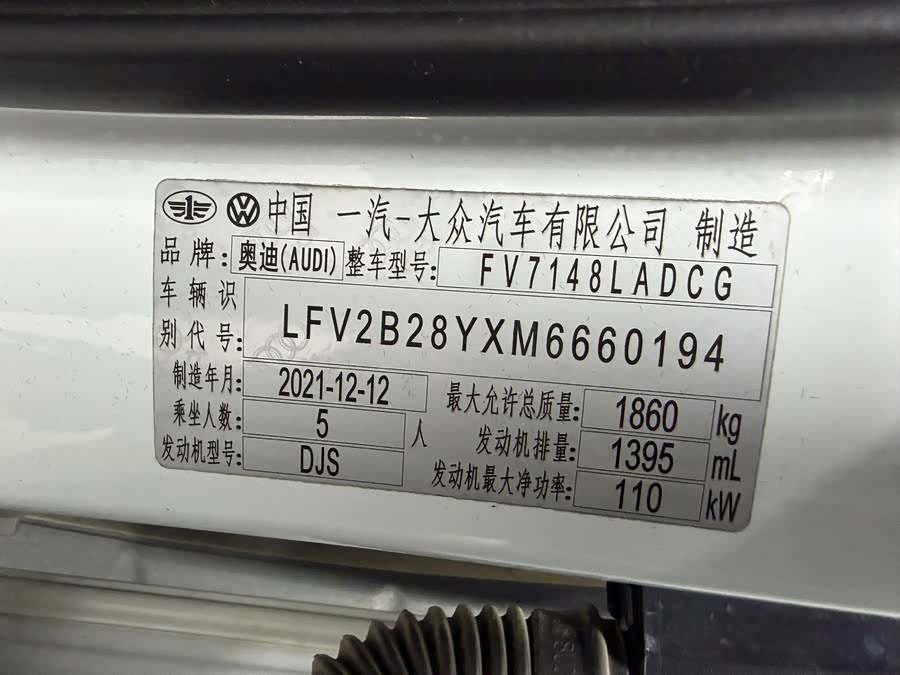 中国 一汽-大众汽车有限公司 制造
品牌: 奥迪(AUDI) 整车型号: FV7148LADCG
车辆识别代号: LFV2B28YXM6660194
制造年月: 2021-12-12 最大允许总质量: 1860 kg
乘坐人数: 5 人 发动机排量: 1395 mL
发动机型号: DJS 发动机最大净功率: 110 kW